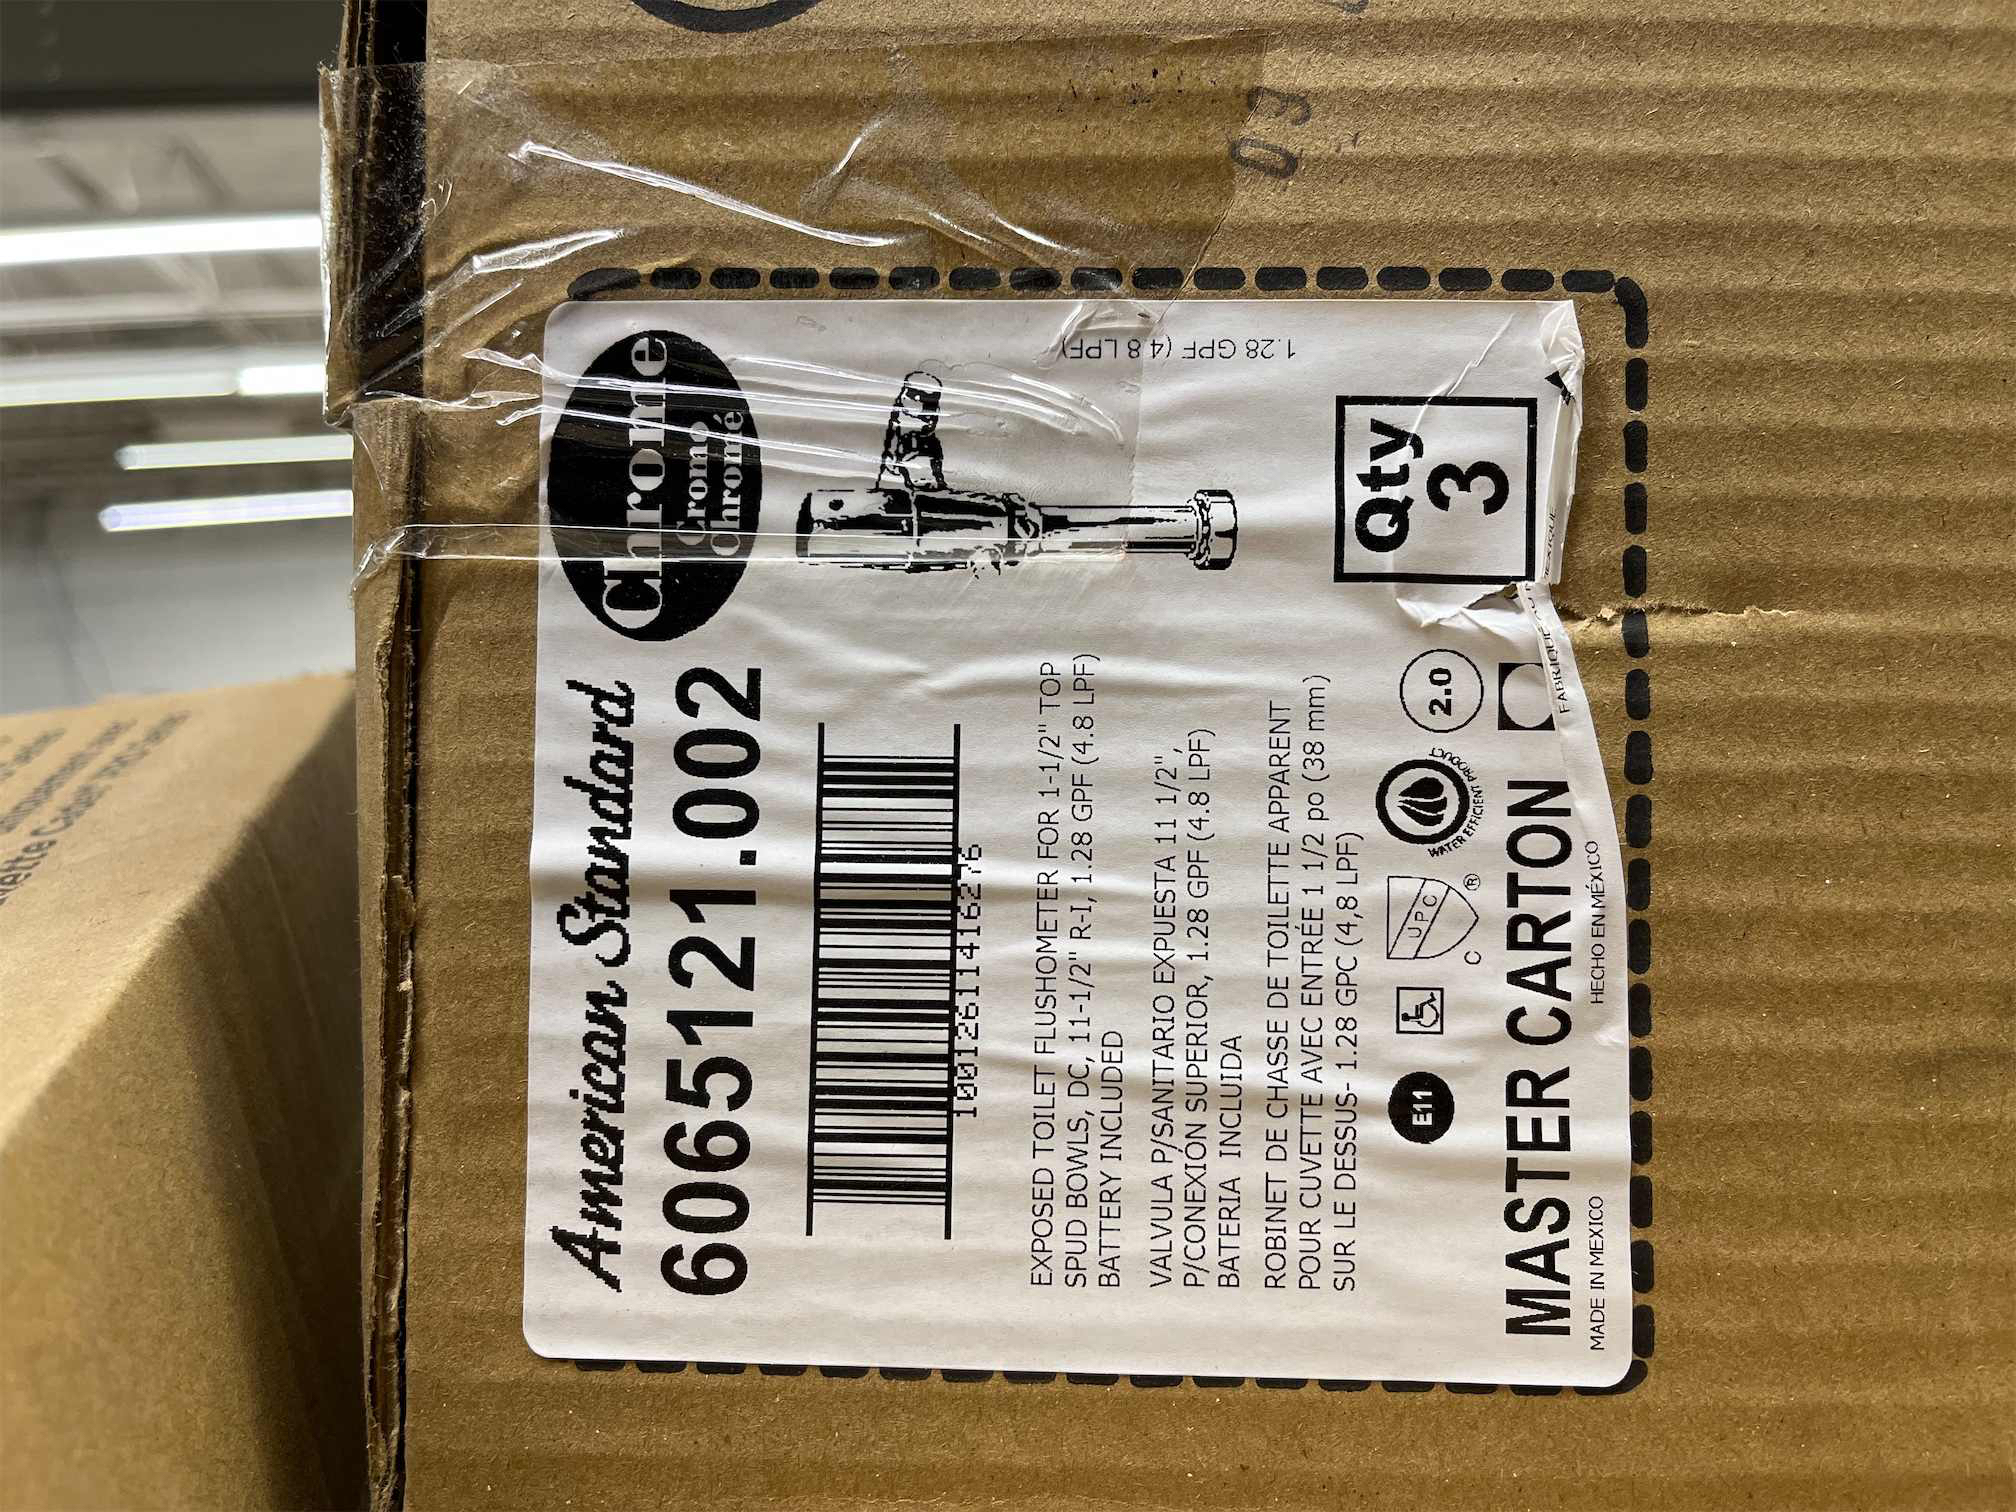 American Standard
Chrome
Cromo
Chromé
6065121.002
10012611416276
1.28 GPF (4.8 LPF)
EXPOSED TOILET FLUSHOMETER FOR 1-1/2" TOP
SPUD BOWLS, DC, 11-1/2" R-I, 1.28 GPF (4.8 LPF)
BATTERY INCLUDED
VALVULA P/SANITARIO EXPUESTA 11 1/2",
P/CONEXIÓN SUPERIOR, 1.28 GPF (4.8 LPF)
BATERIA INCLUIDA
ROBINET DE CHASSE DE TOILETTE APPARENT
POUR CUVETTE AVEC ENTRÉE 1 1/2 po (38 mm)
SUR LE DESSUS- 1.28 GPC (4,8 LPF)
Qty
3
E11
UPC
C
®
WATER EFFICIENT PRODUCT
2.0
MASTER CARTON
MADE IN MEXICO
HECHO EN MÉXICO
03